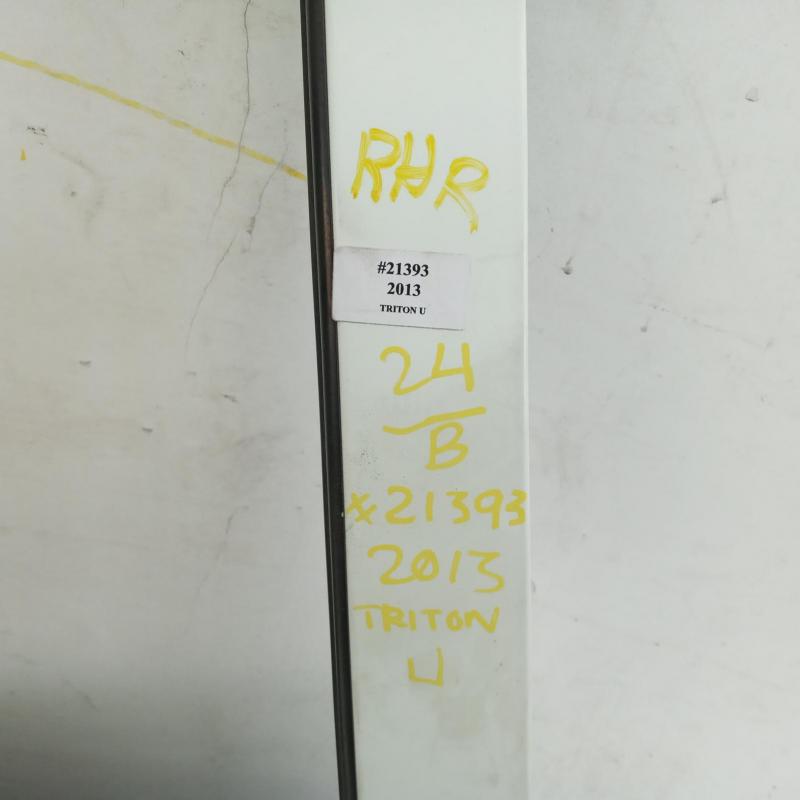 RHR
#21393
2013
TRITON U
24
B
*21393
2013
TRITON
U